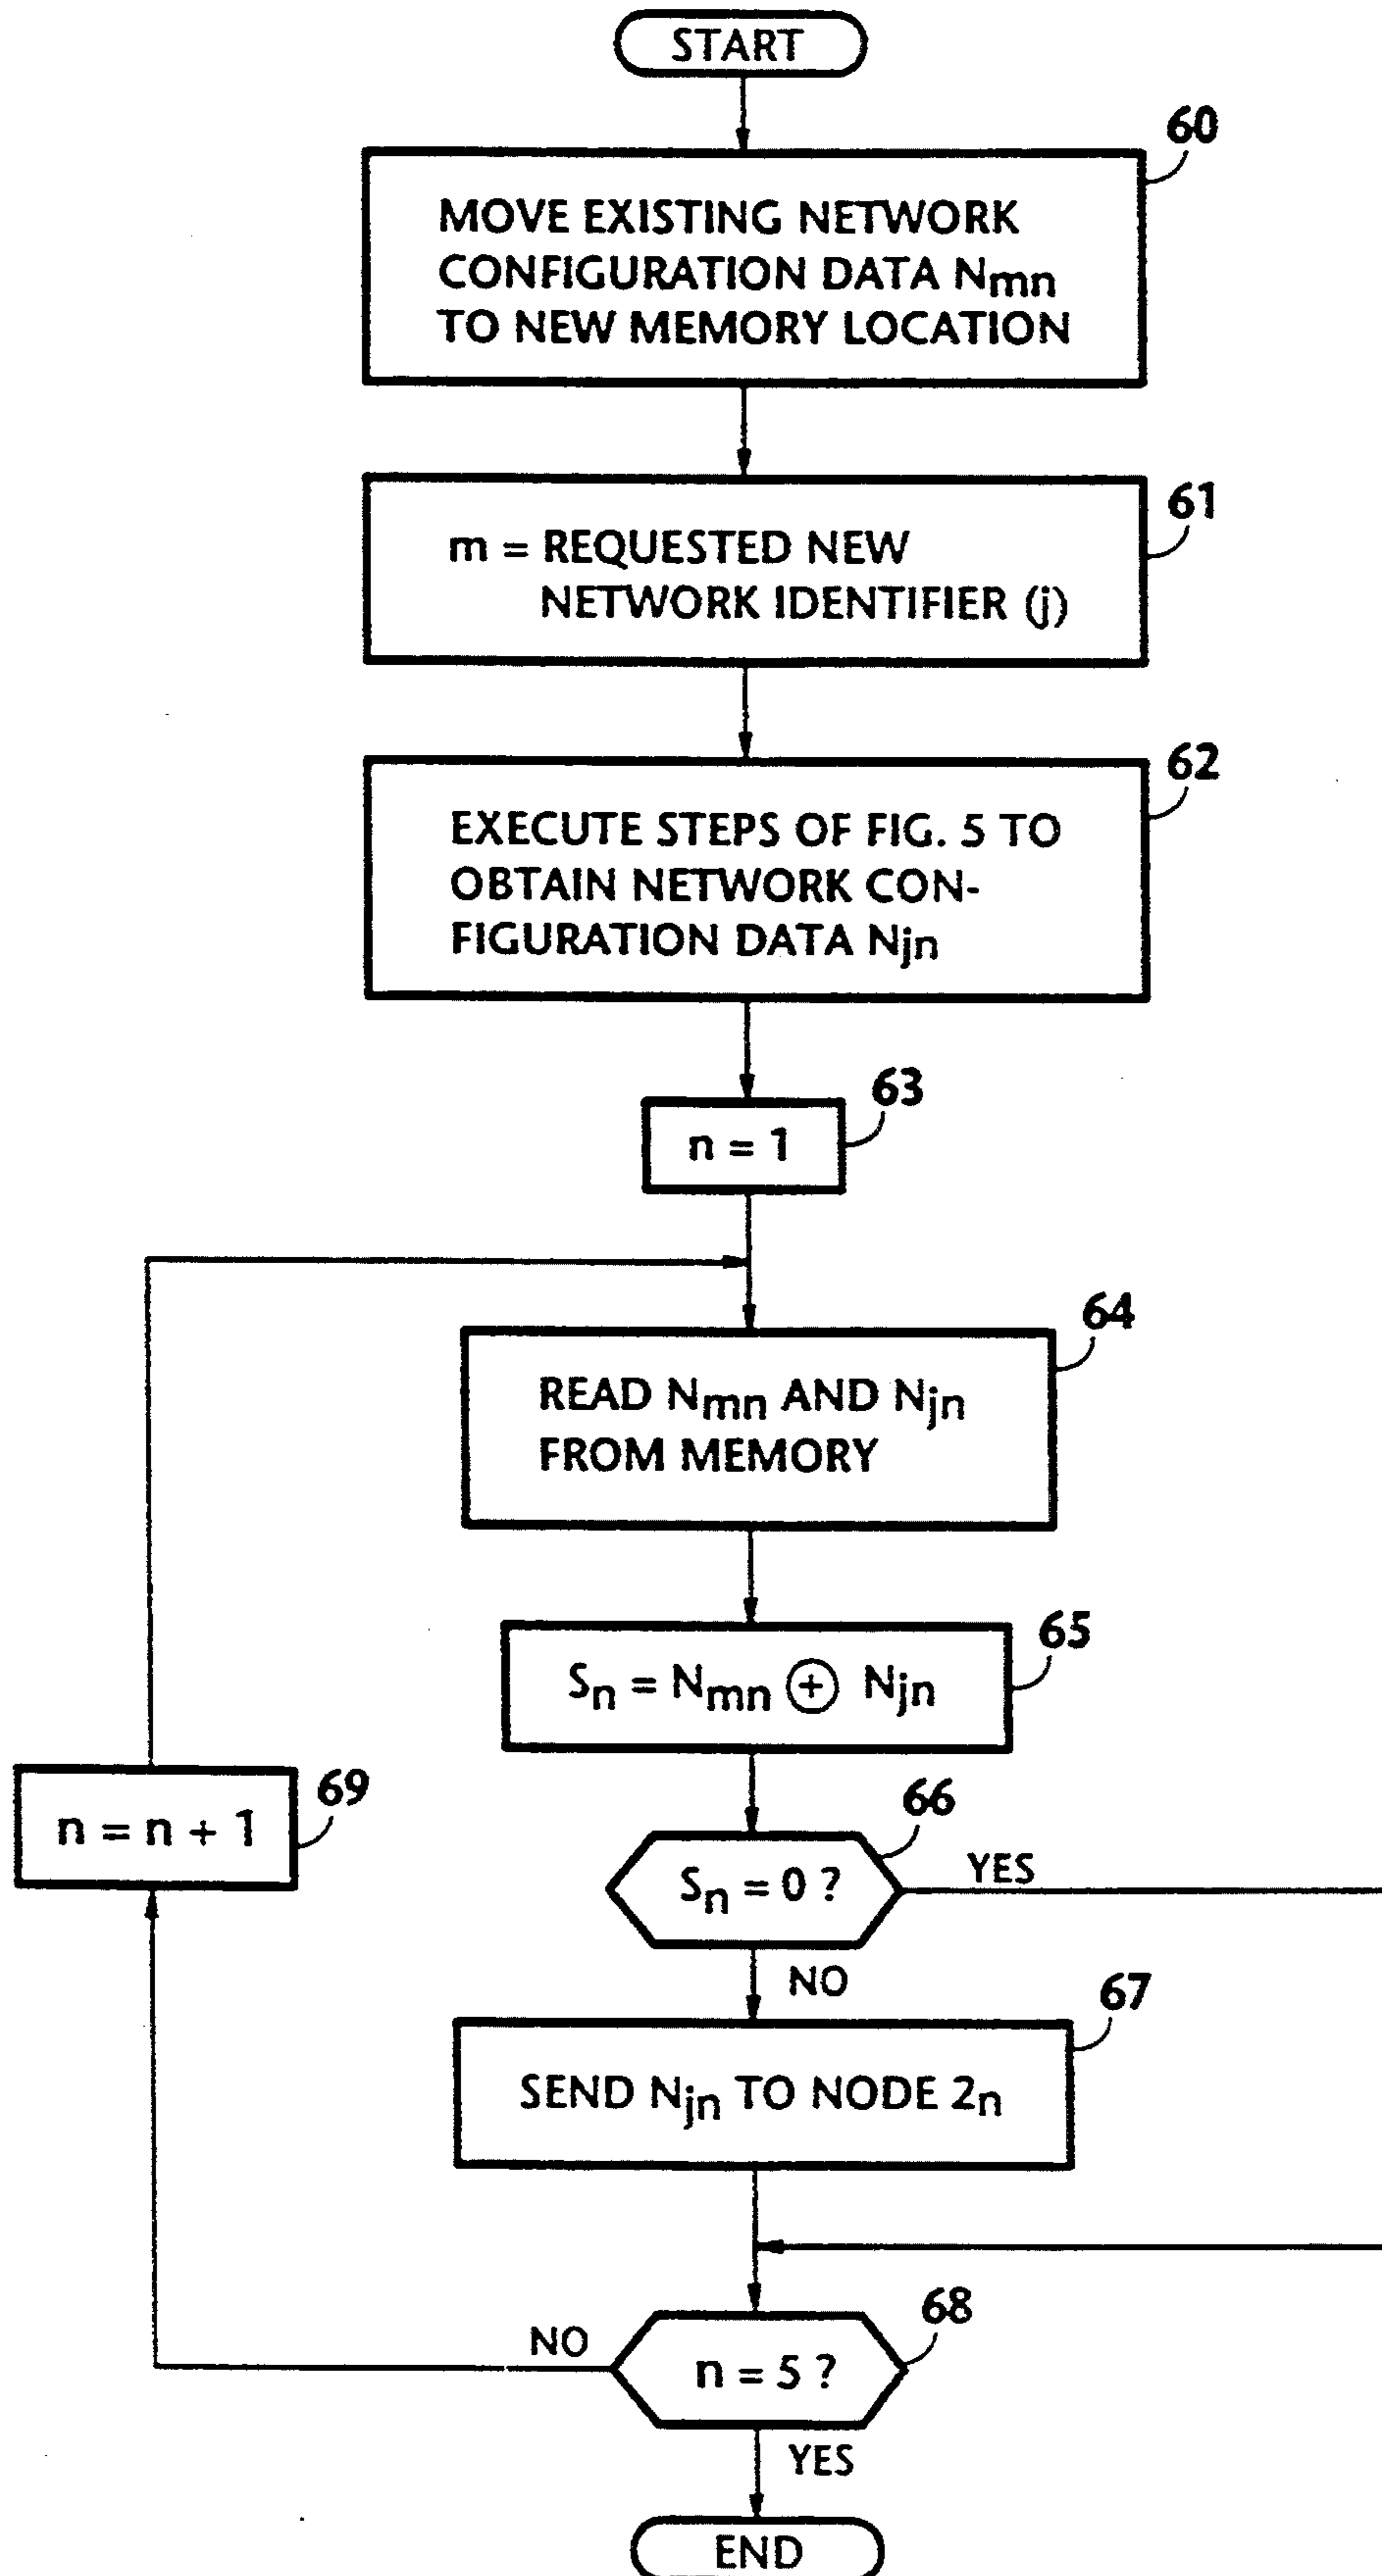 START
60
MOVE EXISTING NETWORK
CONFIGURATION DATA Nmn
TO NEW MEMORY LOCATION
61
m = REQUESTED NEW
NETWORK IDENTIFIER (j)
62
EXECUTE STEPS OF FIG. 5 TO
OBTAIN NETWORK CON-
FIGURATION DATA Njn
63
n = 1
64
READ Nmn AND Njn
FROM MEMORY
65
Sn = Nmn ⊕ Njn
69
n = n + 1
66
Sn = 0 ?
YES
NO
67
SEND Njn TO NODE 2n
68
NO
n = 5 ?
YES
END